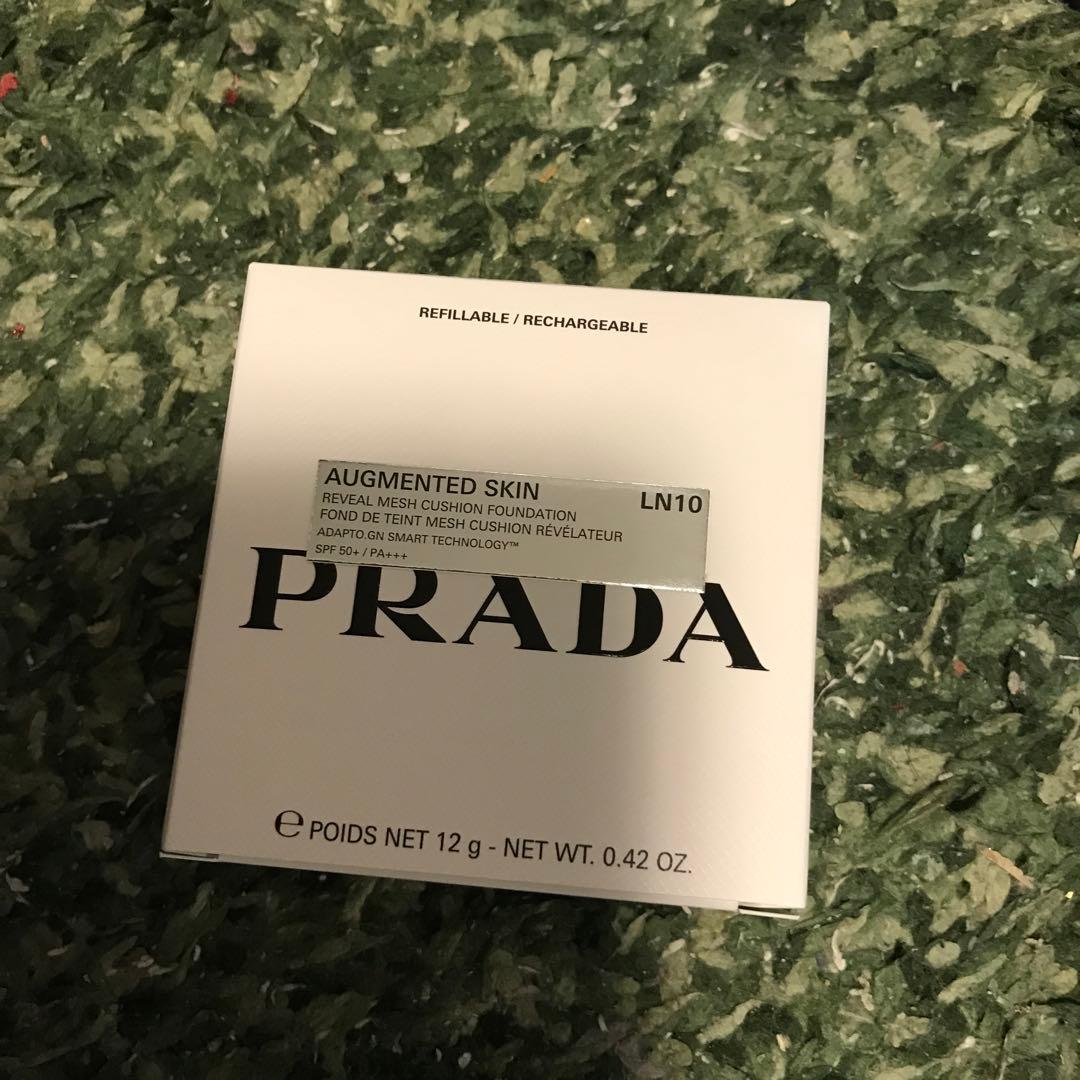 REFILLABLE / RECHARGEABLE
AUGMENTED SKIN LN10
REVEAL MESH CUSHION FOUNDATION
FOND DE TEINT MESH CUSHION RÉVÉLATEUR
ADAPTO.GN SMART TECHNOLOGY™
SPF 50+ / PA+++
PRADA
℮ POIDS NET 12 g - NET WT. 0.42 OZ.